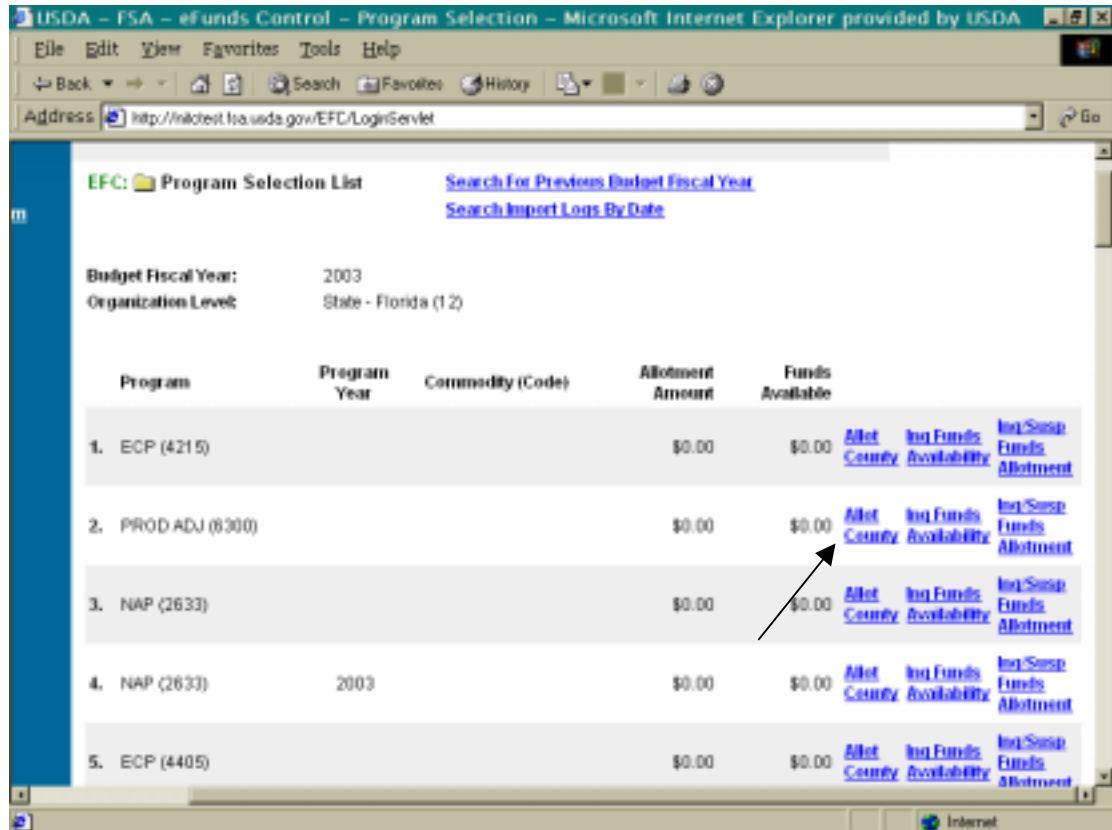 USDA – FSA – eFunds Control – Program Selection – Microsoft Internet Explorer provided by USDA
File Edit View Favorites Tools Help
Back Search Favorites History
Address http://nitctest.fsa.usda.gov/EFC/LoginServlet Go
EFC: Program Selection List Search For Previous Budget Fiscal Year
m Search Import Logs By Date
Budget Fiscal Year: 2003
Organization Level: State - Florida (12)
Program Program Year Commodity (Code) Allotment Amount Funds Available
1. ECP (4215) $0.00 $0.00 Allot County Inq Funds Availability Inq/Susp Funds Allotment
2. PROD ADJ (6300) $0.00 $0.00 Allot County Inq Funds Availability Inq/Susp Funds Allotment
3. NAP (2633) $0.00 $0.00 Allot County Inq Funds Availability Inq/Susp Funds Allotment
4. NAP (2633) 2003 $0.00 $0.00 Allot County Inq Funds Availability Inq/Susp Funds Allotment
5. ECP (4405) $0.00 $0.00 Allot County Inq Funds Availability Inq/Susp Funds Allotment
Internet